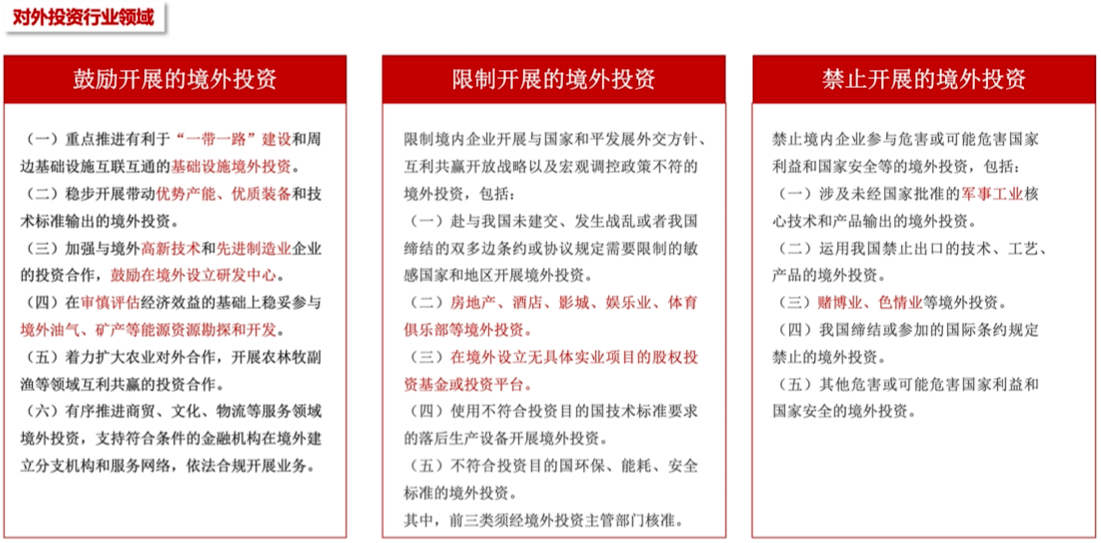 对外投资行业领域
鼓励开展的境外投资
（一）重点推进有利于“一带一路”建设和周
边基础设施互联互通的基础设施境外投资。
（二）稳步开展带动优势产能、优质装备和技
术标准输出的境外投资。
（三）加强与境外高新技术和先进制造业企业
的投资合作，鼓励在境外设立研发中心。
（四）在审慎评估经济效益的基础上稳妥参与
境外油气、矿产等能源资源勘探和开发。
（五）着力扩大农业对外合作，开展农林牧副
渔等领域互利共赢的投资合作。
（六）有序推进商贸、文化、物流等服务领域
境外投资，支持符合条件的金融机构在境外建
立分支机构和服务网络，依法合规开展业务。
限制开展的境外投资
限制境内企业开展与国家和平发展外交方针、
互利共赢开放战略以及宏观调控政策不符的
境外投资，包括：
（一）赴与我国未建交、发生战乱或者我国
缔结的双多边条约或协议规定需要限制的敏
感国家和地区开展境外投资。
（二）房地产、酒店、影城、娱乐业、体育
俱乐部等境外投资。
（三）在境外设立无具体实业项目的股权投
资基金或投资平台。
（四）使用不符合投资目的国技术标准要求
的落后生产设备开展境外投资。
（五）不符合投资目的国环保、能耗、安全
标准的境外投资。
其中，前三类须经境外投资主管部门核准。
禁止开展的境外投资
禁止境内企业参与危害或可能危害国家
利益和国家安全等的境外投资，包括：
（一）涉及未经国家批准的军事工业核
心技术和产品输出的境外投资。
（二）运用我国禁止出口的技术、工艺、
产品的境外投资。
（三）赌博业、色情业等境外投资。
（四）我国缔结或参加的国际条约规定
禁止的境外投资。
（五）其他危害或可能危害国家利益和
国家安全的境外投资。